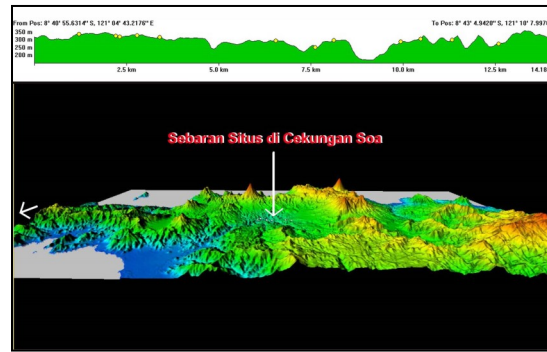 From Pos: 8° 40' 55.6314" S, 121° 04' 43.2176" E
To Pos: 8° 43' 4.9420" S, 121° 10' 7.997
350 m
300 m
250 m
200 m
2.5 km
5.0 km
7.5 km
10.0 km
12.5 km
14.18
Sebaran Situs di Cekungan Soa